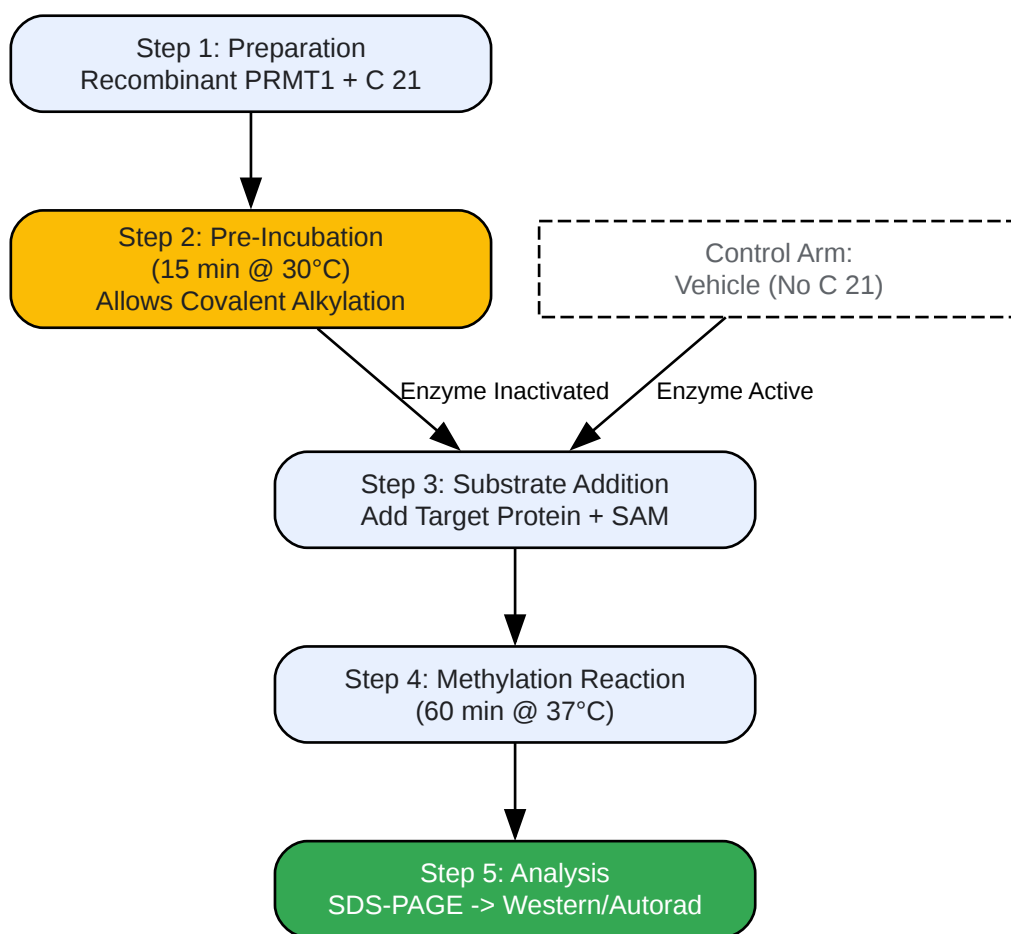 Step 1: Preparation
Recombinant PRMT1 + C 21
Step 2: Pre-Incubation
(15 min @ 30°C)
Allows Covalent Alkylation
Control Arm:
Vehicle (No C 21)
Enzyme Inactivated
Enzyme Active
Step 3: Substrate Addition
Add Target Protein + SAM
Step 4: Methylation Reaction
(60 min @ 37°C)
Step 5: Analysis
SDS-PAGE -> Western/Autorad